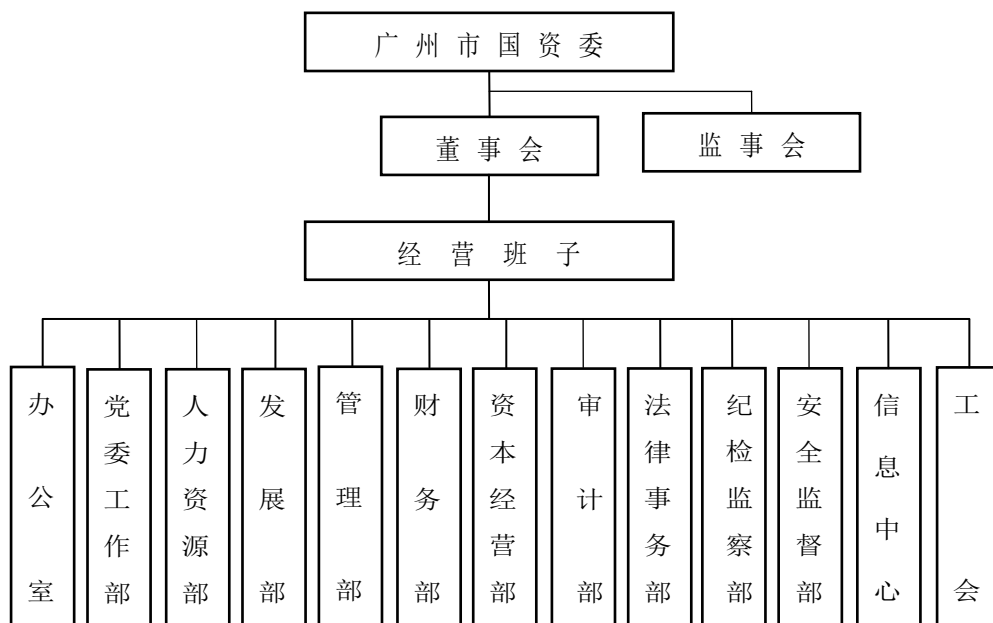 广州市国资委
董事会
监事会
经营班子
办公室
党委工作部
人力资源部
发展部
管理部
财务部
资本经营部
审计部
法律事务部
纪检监察部
安全监督部
信息中心
工会